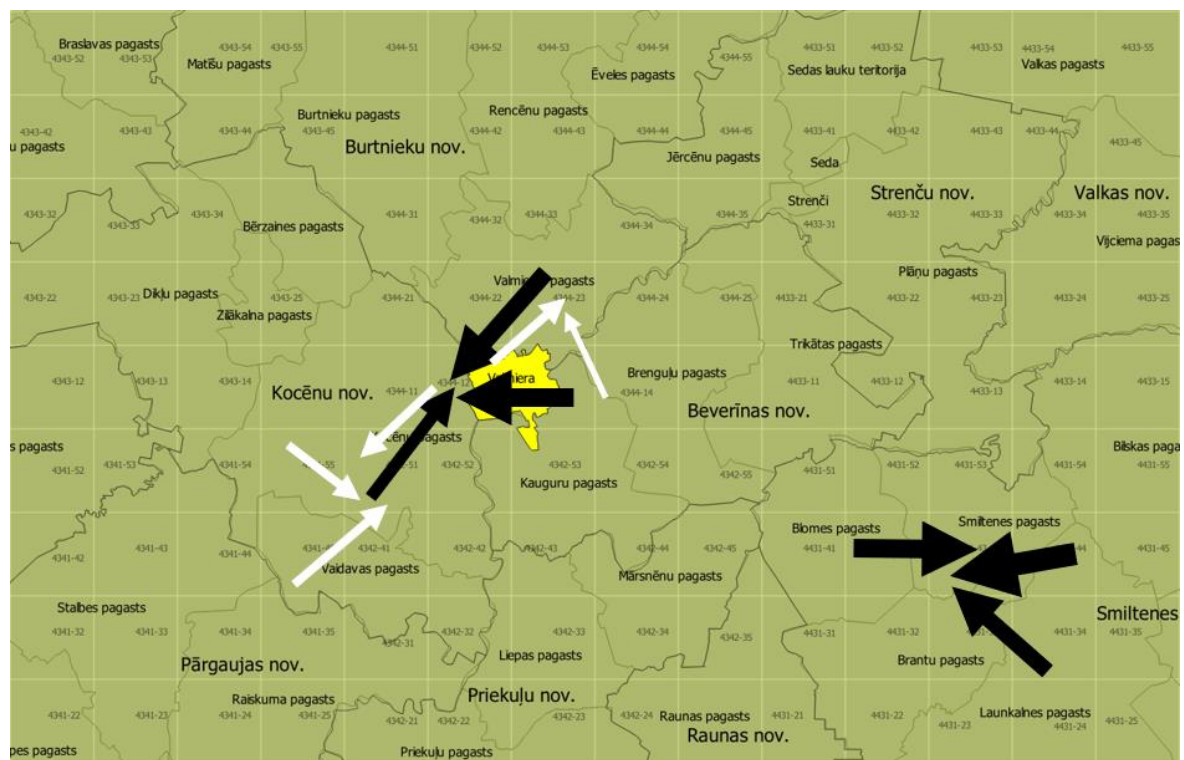 Braslavas pagasts
4343-54
4343-55
4344-51
4344-52
4344-53
4344-54
4433-51
4433-52
4433-53
4433-54
4433-55
4343-52
4343-53
Matīšu pagasts
4344-55
Sedas lauku teritorija
Valkas pagasts
Ēveles pagasts
Burtnieku pagasts
Rencēnu pagasts
4343-42
4343-43
4343-44
4343-45
4344-42
4344-43
4344-44
4344-45
4433-41
4433-42
4433-43
4433-44
4433-45
u pagasts
Burtnieku nov.
Jērcēnu pagasts
Seda
Strenču nov.
Valkas nov.
Strenči
4343-32
4343-33
4343-34
4344-31
4344-32
4344-33
4344-34
4344-35
4433-31
4433-32
4433-33
4433-34
4433-35
Bērzaines pagasts
Vijciema pagas
Plāņu pagasts
Dikļu pagasts
4343-22
4343-23
4343-25
4344-21
4344-22
4344-23
4344-24
4344-25
4433-21
4433-22
4433-23
4433-24
4433-25
Zilākalna pagasts
Trikātas pagasts
Brenguļu pagasts
4343-12
4343-13
4343-14
4344-11
4344-12
4344-14
4433-11
4433-12
4433-13
Kocēnu nov.
Beverīnas nov.
s pagasts
Bilskas paga
4341-52
4341-53
4341-54
4342-52
4342-53
4342-54
4342-55
4431-51
4431-52
4431-53
4431-54
4431-55
Kauguru pagasts
Blomes pagasts
Smiltenes pagasts
4341-42
4341-43
4341-44
4342-41
4342-42
4342-43
4342-44
4342-45
4431-41
4431-42
4431-45
Vaidavas pagasts
Mārsnēnu pagasts
Stalbes pagasts
Smiltenes
4341-32
4341-33
4341-34
4341-35
4342-31
4342-32
4342-33
4342-34
4342-35
4431-31
4431-32
4431-34
4431-35
Pārgaujas nov.
Liepas pagasts
Brantu pagasts
Raiskuma pagasts
Priekuļu nov.
4341-22
4341-23
4341-24
4341-25
4342-21
4342-22
4342-23
4342-24
Raunas pagasts
4431-21
4431-22
4431-23
4431-24
4431-25
Launkalnes pagasts
Raunas nov.
pes pagasts
Priekuļu pagasts